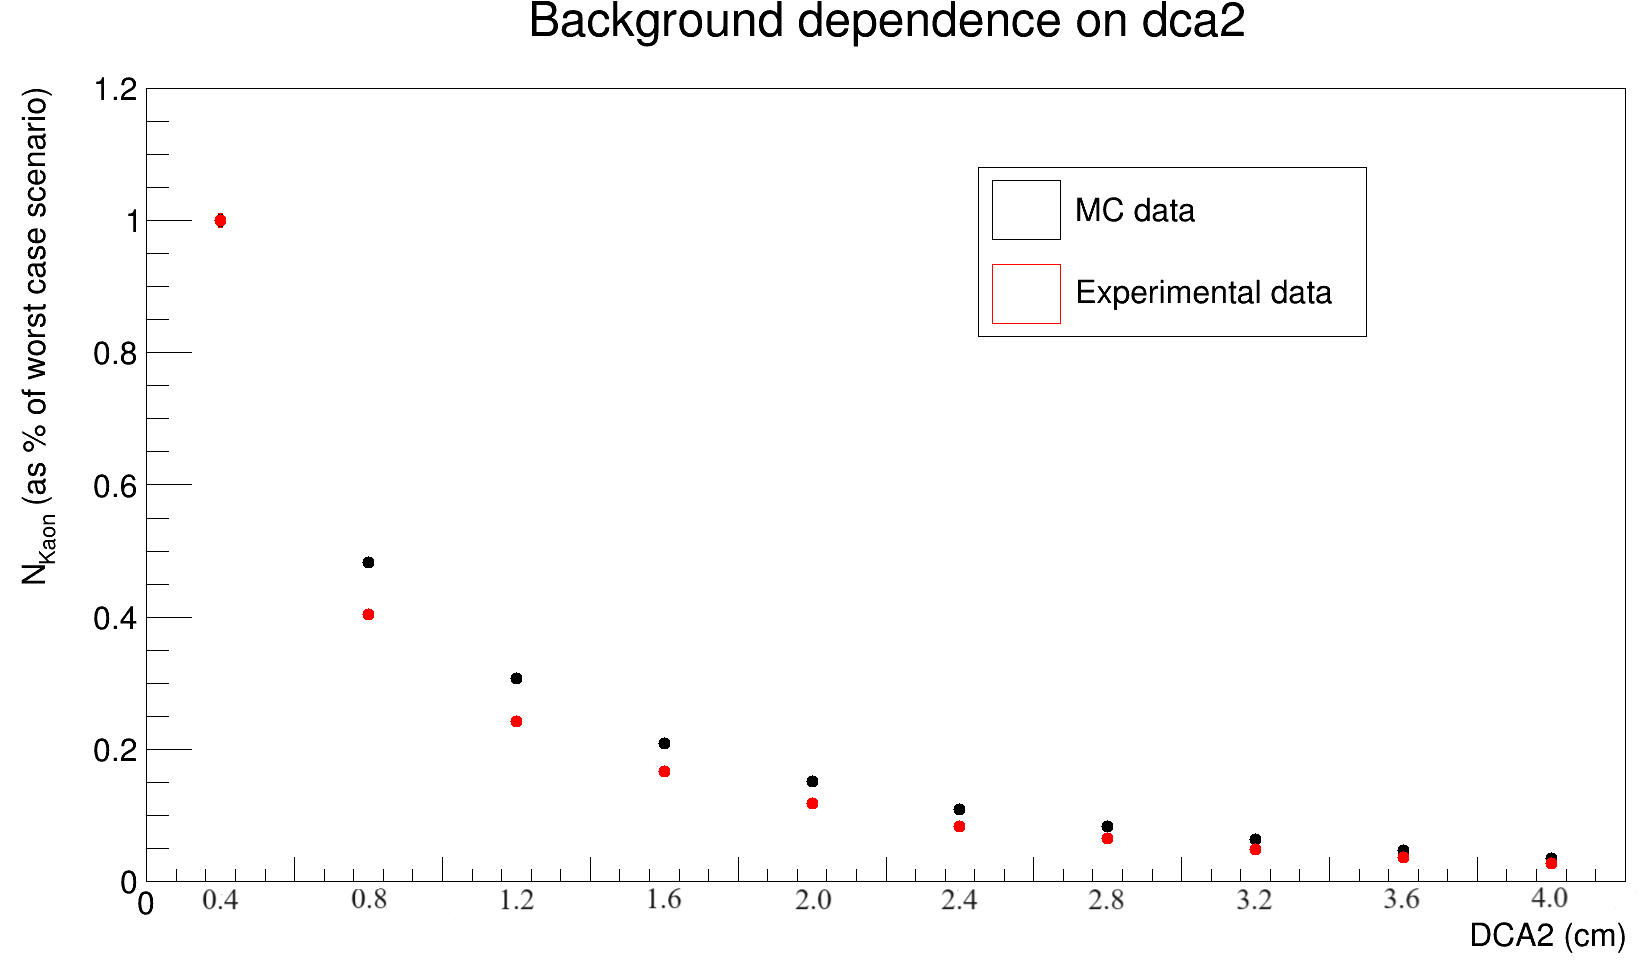 Background dependence on dca2
N_Kaon (as % of worst case scenario)
1.2
1
0.8
0.6
0.4
0.2
0
MC data
Experimental data
0 0.4 0.8 1.2 1.6 2.0 2.4 2.8 3.2 3.6 4.0
DCA2 (cm)